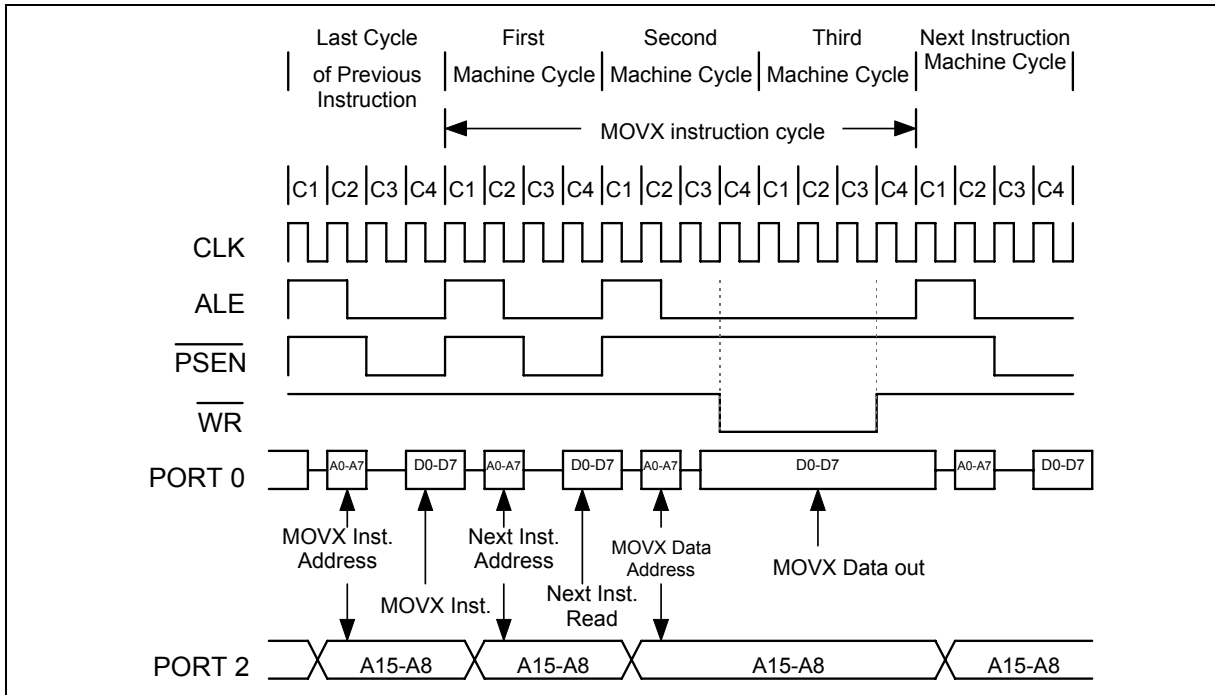 Last Cycle
of Previous
Instruction
First
Machine Cycle
Second
Machine Cycle
Third
Machine Cycle
Next Instruction
Machine Cycle
MOVX instruction cycle
C1 C2 C3 C4 C1 C2 C3 C4 C1 C2 C3 C4 C1 C2 C3 C4 C1 C2 C3 C4
CLK
ALE
PSEN
WR
PORT 0
A0-A7 D0-D7 A0-A7 D0-D7 A0-A7 D0-D7 A0-A7 D0-D7
MOVX Inst.
Address
MOVX Inst.
Next Inst.
Address
Next Inst.
Read
MOVX Data
Address
MOVX Data out
PORT 2
A15-A8 A15-A8 A15-A8 A15-A8